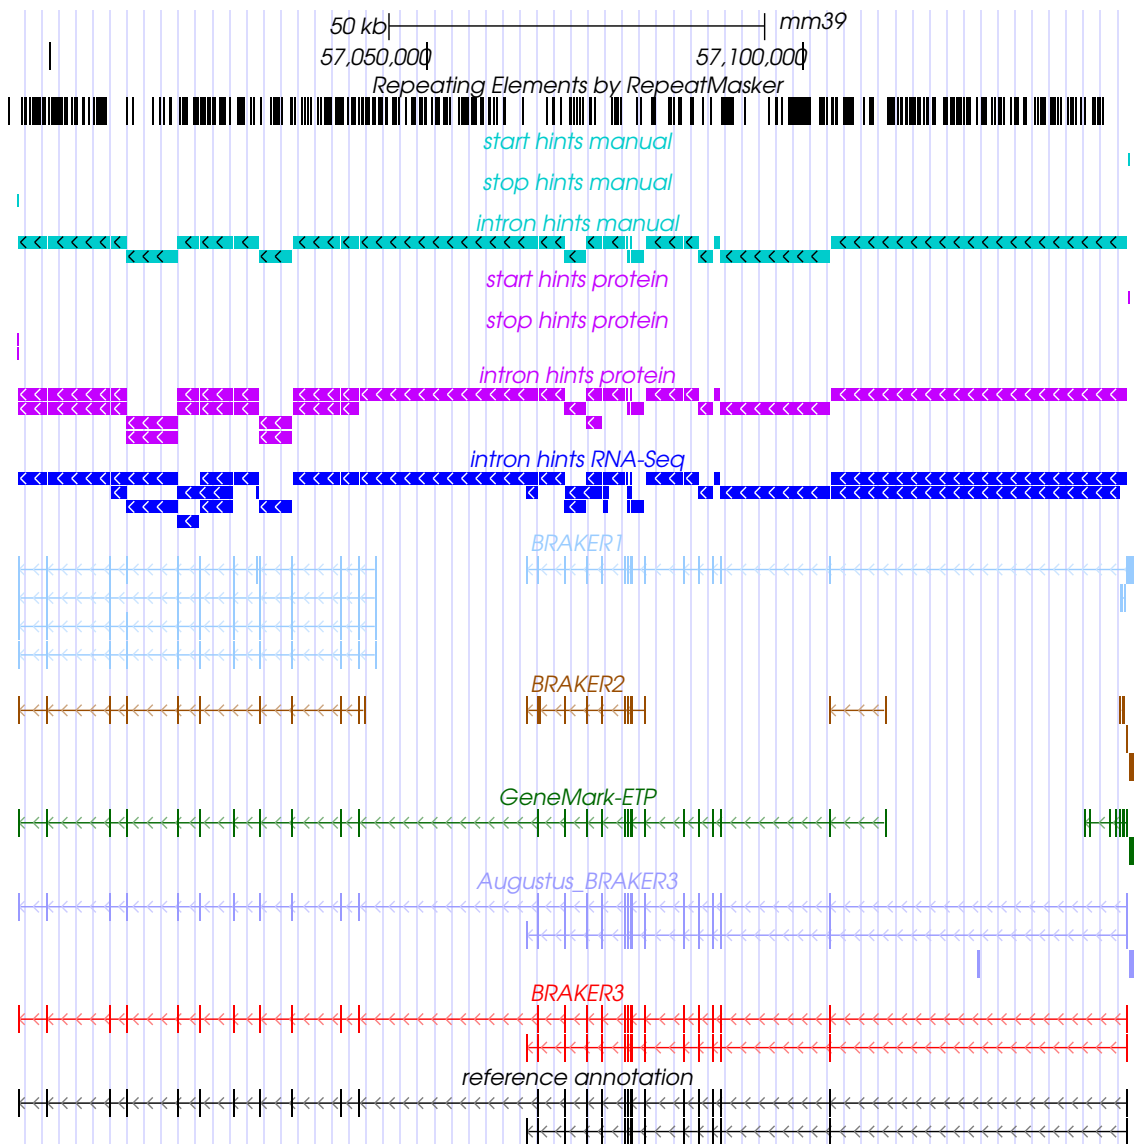 50 kb mm39
57,050,000 57,100,000
Repeating Elements by RepeatMasker
start hints manual
stop hints manual
intron hints manual
start hints protein
stop hints protein
intron hints protein
intron hints RNA-Seq
BRAKER1
BRAKER2
GeneMark-ETP
Augustus_BRAKER3
BRAKER3
reference annotation